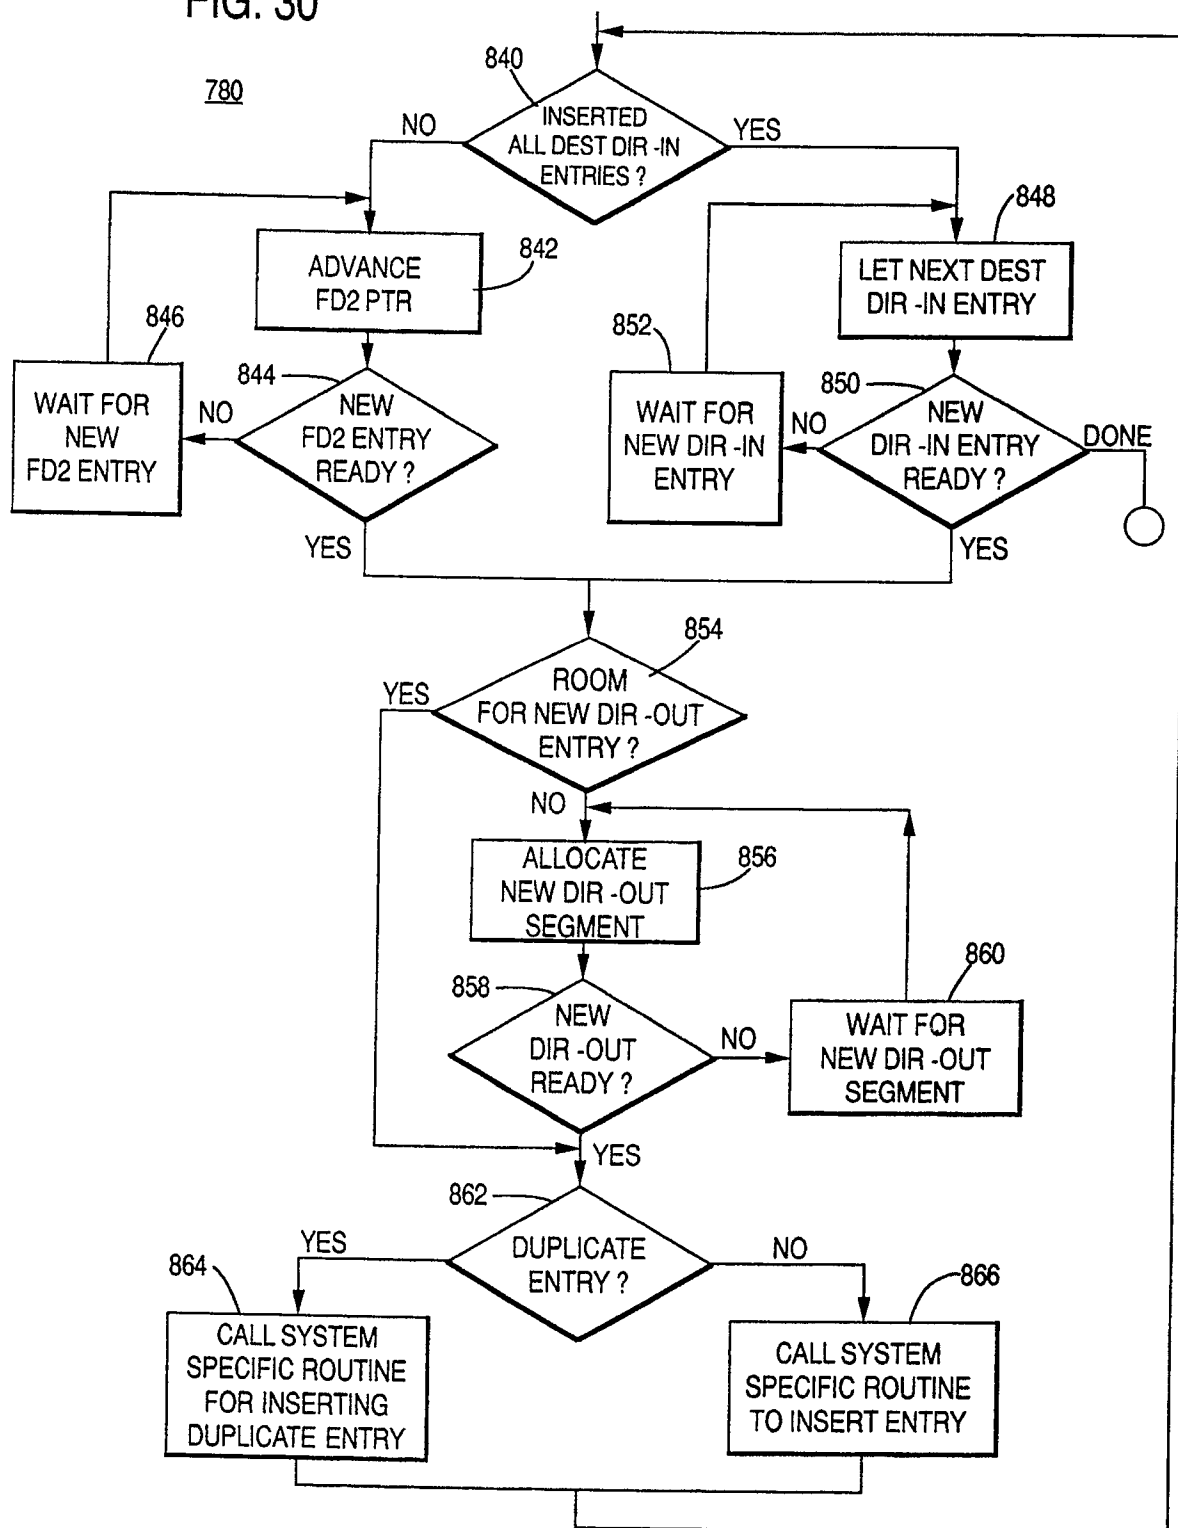 FIG. 30
780
840
INSERTED
ALL DEST DIR -IN
ENTRIES ?
NO
YES
848
ADVANCE
FD2 PTR
842
LET NEXT DEST
DIR -IN ENTRY
846
852
WAIT FOR
NEW
FD2 ENTRY
NO
844
NEW
FD2 ENTRY
READY ?
YES
WAIT FOR
NEW DIR -IN
ENTRY
NO
850
NEW
DIR -IN ENTRY
READY ?
DONE
YES
854
ROOM
FOR NEW DIR -OUT
ENTRY ?
YES
NO
ALLOCATE
NEW DIR -OUT
SEGMENT
856
858
NEW
DIR -OUT
READY ?
NO
860
WAIT FOR
NEW DIR -OUT
SEGMENT
YES
862
DUPLICATE
ENTRY ?
YES
NO
864
CALL SYSTEM
SPECIFIC ROUTINE
FOR INSERTING
DUPLICATE ENTRY
866
CALL SYSTEM
SPECIFIC ROUTINE
TO INSERT ENTRY